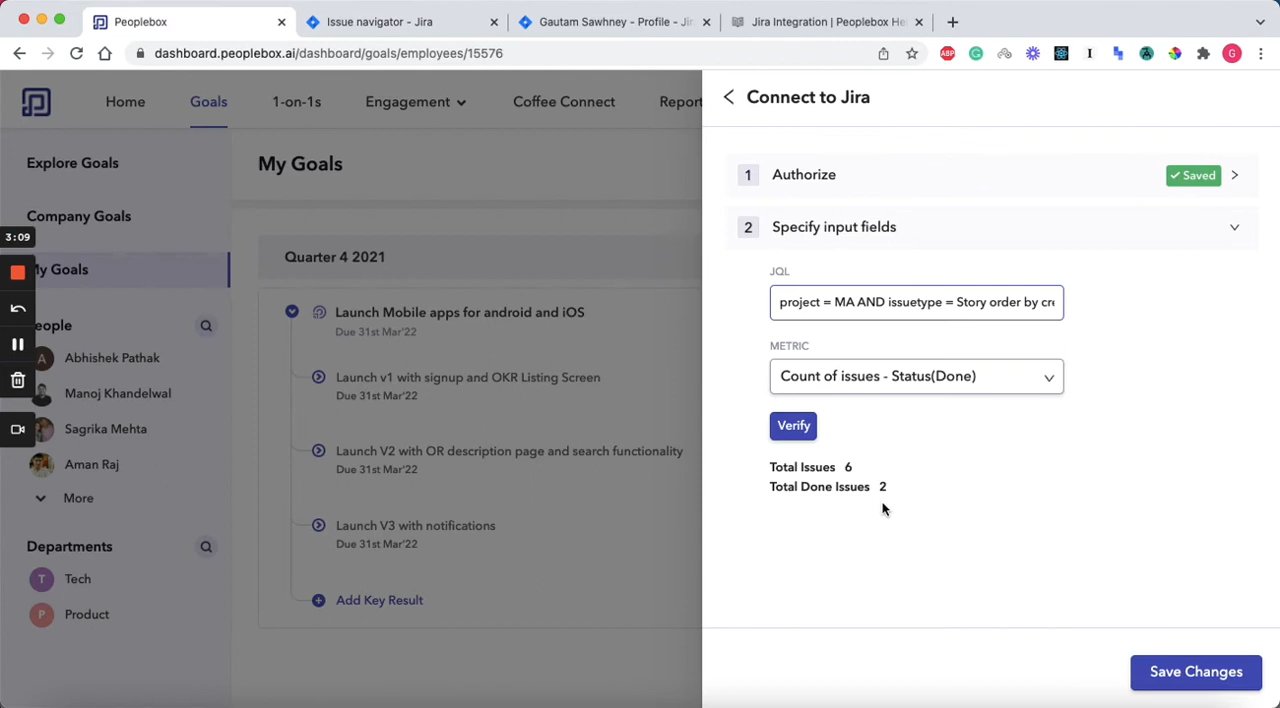 Peoplebox
Issue navigator - Jira
Gautam Sawhney - Profile - Jir
Jira Integration | Peoplebox He
dashboard.peoplebox.ai/dashboard/goals/employees/15576
ABP
G
Home
Goals
1-on-1s
Engagement
Coffee Connect
Report
Explore Goals
Company Goals
3:09
My Goals
People
A
Abhishek Pathak
Manoj Khandelwal
Sagrika Mehta
Aman Raj
More
Departments
T
Tech
P
Product
My Goals
Quarter 4 2021
Launch Mobile apps for android and iOS
Due 31st Mar'22
Launch v1 with signup and OKR Listing Screen
Due 31st Mar'22
Launch V2 with OR description page and search functionality
Due 31st Mar'22
Launch V3 with notifications
Due 31st Mar'22
Add Key Result
Connect to Jira
1 Authorize
Saved
2 Specify input fields
JQL
project = MA AND issuetype = Story order by cre
METRIC
Count of issues - Status(Done)
Verify
Total Issues 6
Total Done Issues 2
Save Changes